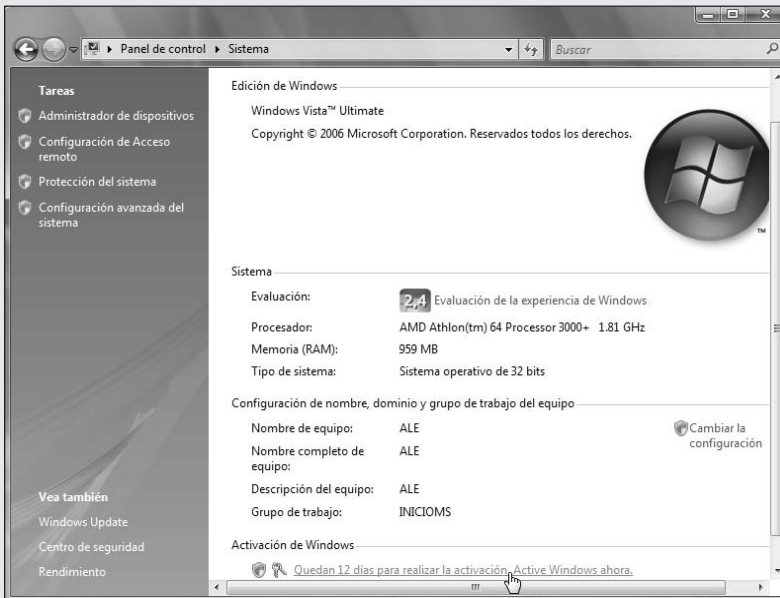 Panel de control ▸ Sistema
Buscar
Tareas
Administrador de dispositivos
Configuración de Acceso
remoto
Protección del sistema
Configuración avanzada del
sistema
Vea también
Windows Update
Centro de seguridad
Rendimiento
Edición de Windows
Windows Vista™ Ultimate
Copyright © 2006 Microsoft Corporation. Reservados todos los derechos.
TM
Sistema
Evaluación: 2,4 Evaluación de la experiencia de Windows
Procesador: AMD Athlon(tm) 64 Processor 3000+ 1.81 GHz
Memoria (RAM): 959 MB
Tipo de sistema: Sistema operativo de 32 bits
Configuración de nombre, dominio y grupo de trabajo del equipo
Nombre de equipo: ALE
Cambiar la
configuración
Nombre completo de
equipo: ALE
Descripción del equipo: ALE
Grupo de trabajo: INICIOMS
Activación de Windows
Quedan 12 días para realizar la activación. Active Windows ahora.